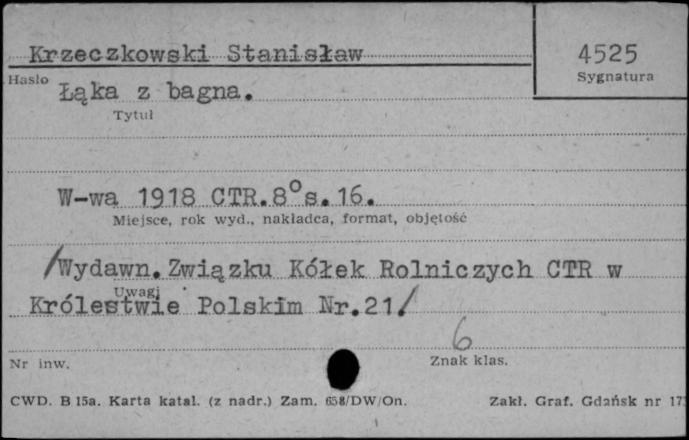 Krzeczkowski Stanisław
4525
Hasło
Sygnatura
Łąka z bagna.
Tytuł
W-wa 1918 CTR.8°s.16.
Miejsce, rok wyd., nakładca, format, objętość
/Wydawn.Związku Kółek Rolniczych CTR w
Uwagi
Królestwie Polskim Nr.21/
6
Nr inw.
Znak klas.
CWD. B 15a. Karta katal. (z nadr.) Zam. 658/DW/On.
Zakł. Graf. Gdańsk nr 17